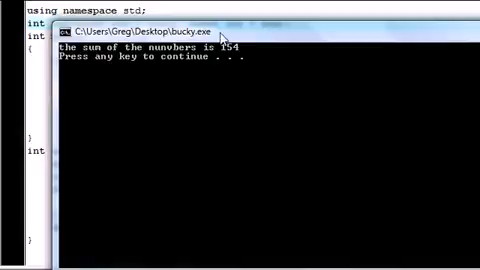 using namespace std;
int
C:\Users\Greg\Desktop\bucky.exe
int
the sum of the nunvbers is 154
{
Press any key to continue . . .
}
int
}